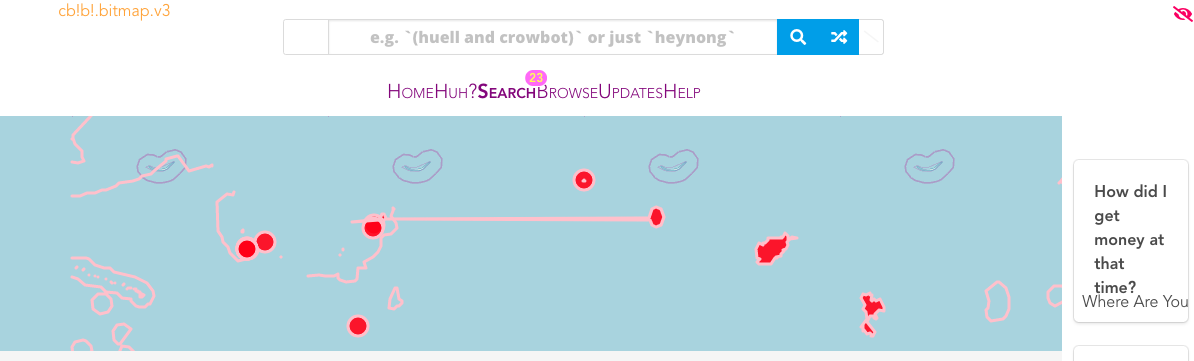 cb!b!.bitmap.v3
e.g. `(huell and crowbot)` or just `heynong`
23
HomeHuh?SearchBrowseUpdatesHelp
How did I
get
money at
that
time?
Where Are You